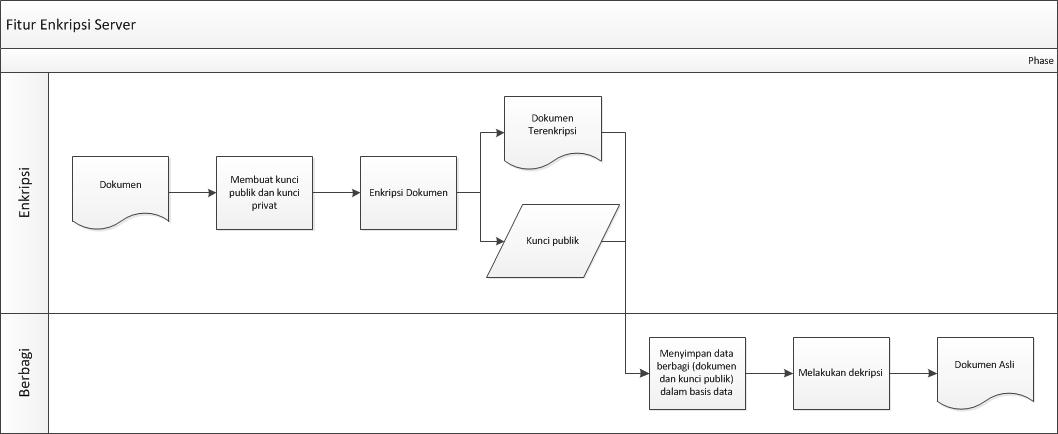 Fitur Enkripsi Server
Phase
Enkripsi
Dokumen
Membuat kunci
publik dan kunci
privat
Enkripsi Dokumen
Dokumen
Terenkripsi
Kunci publik
Berbagi
Menyimpan data
berbagi (dokumen
dan kunci publik)
dalam basis data
Melakukan dekripsi
Dokumen Asli